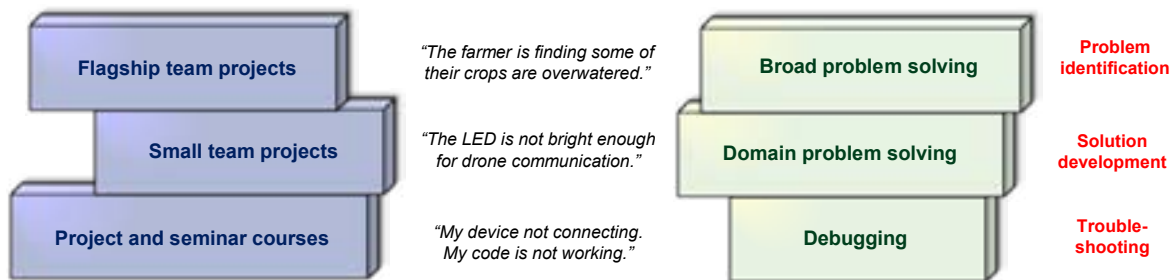 Flagship team projects
“The farmer is finding some of
their crops are overwatered.”
Broad problem solving
Problem
identification
Small team projects
“The LED is not bright enough
for drone communication.”
Domain problem solving
Solution
development
Project and seminar courses
“My device not connecting.
My code is not working.”
Debugging
Trouble-
shooting